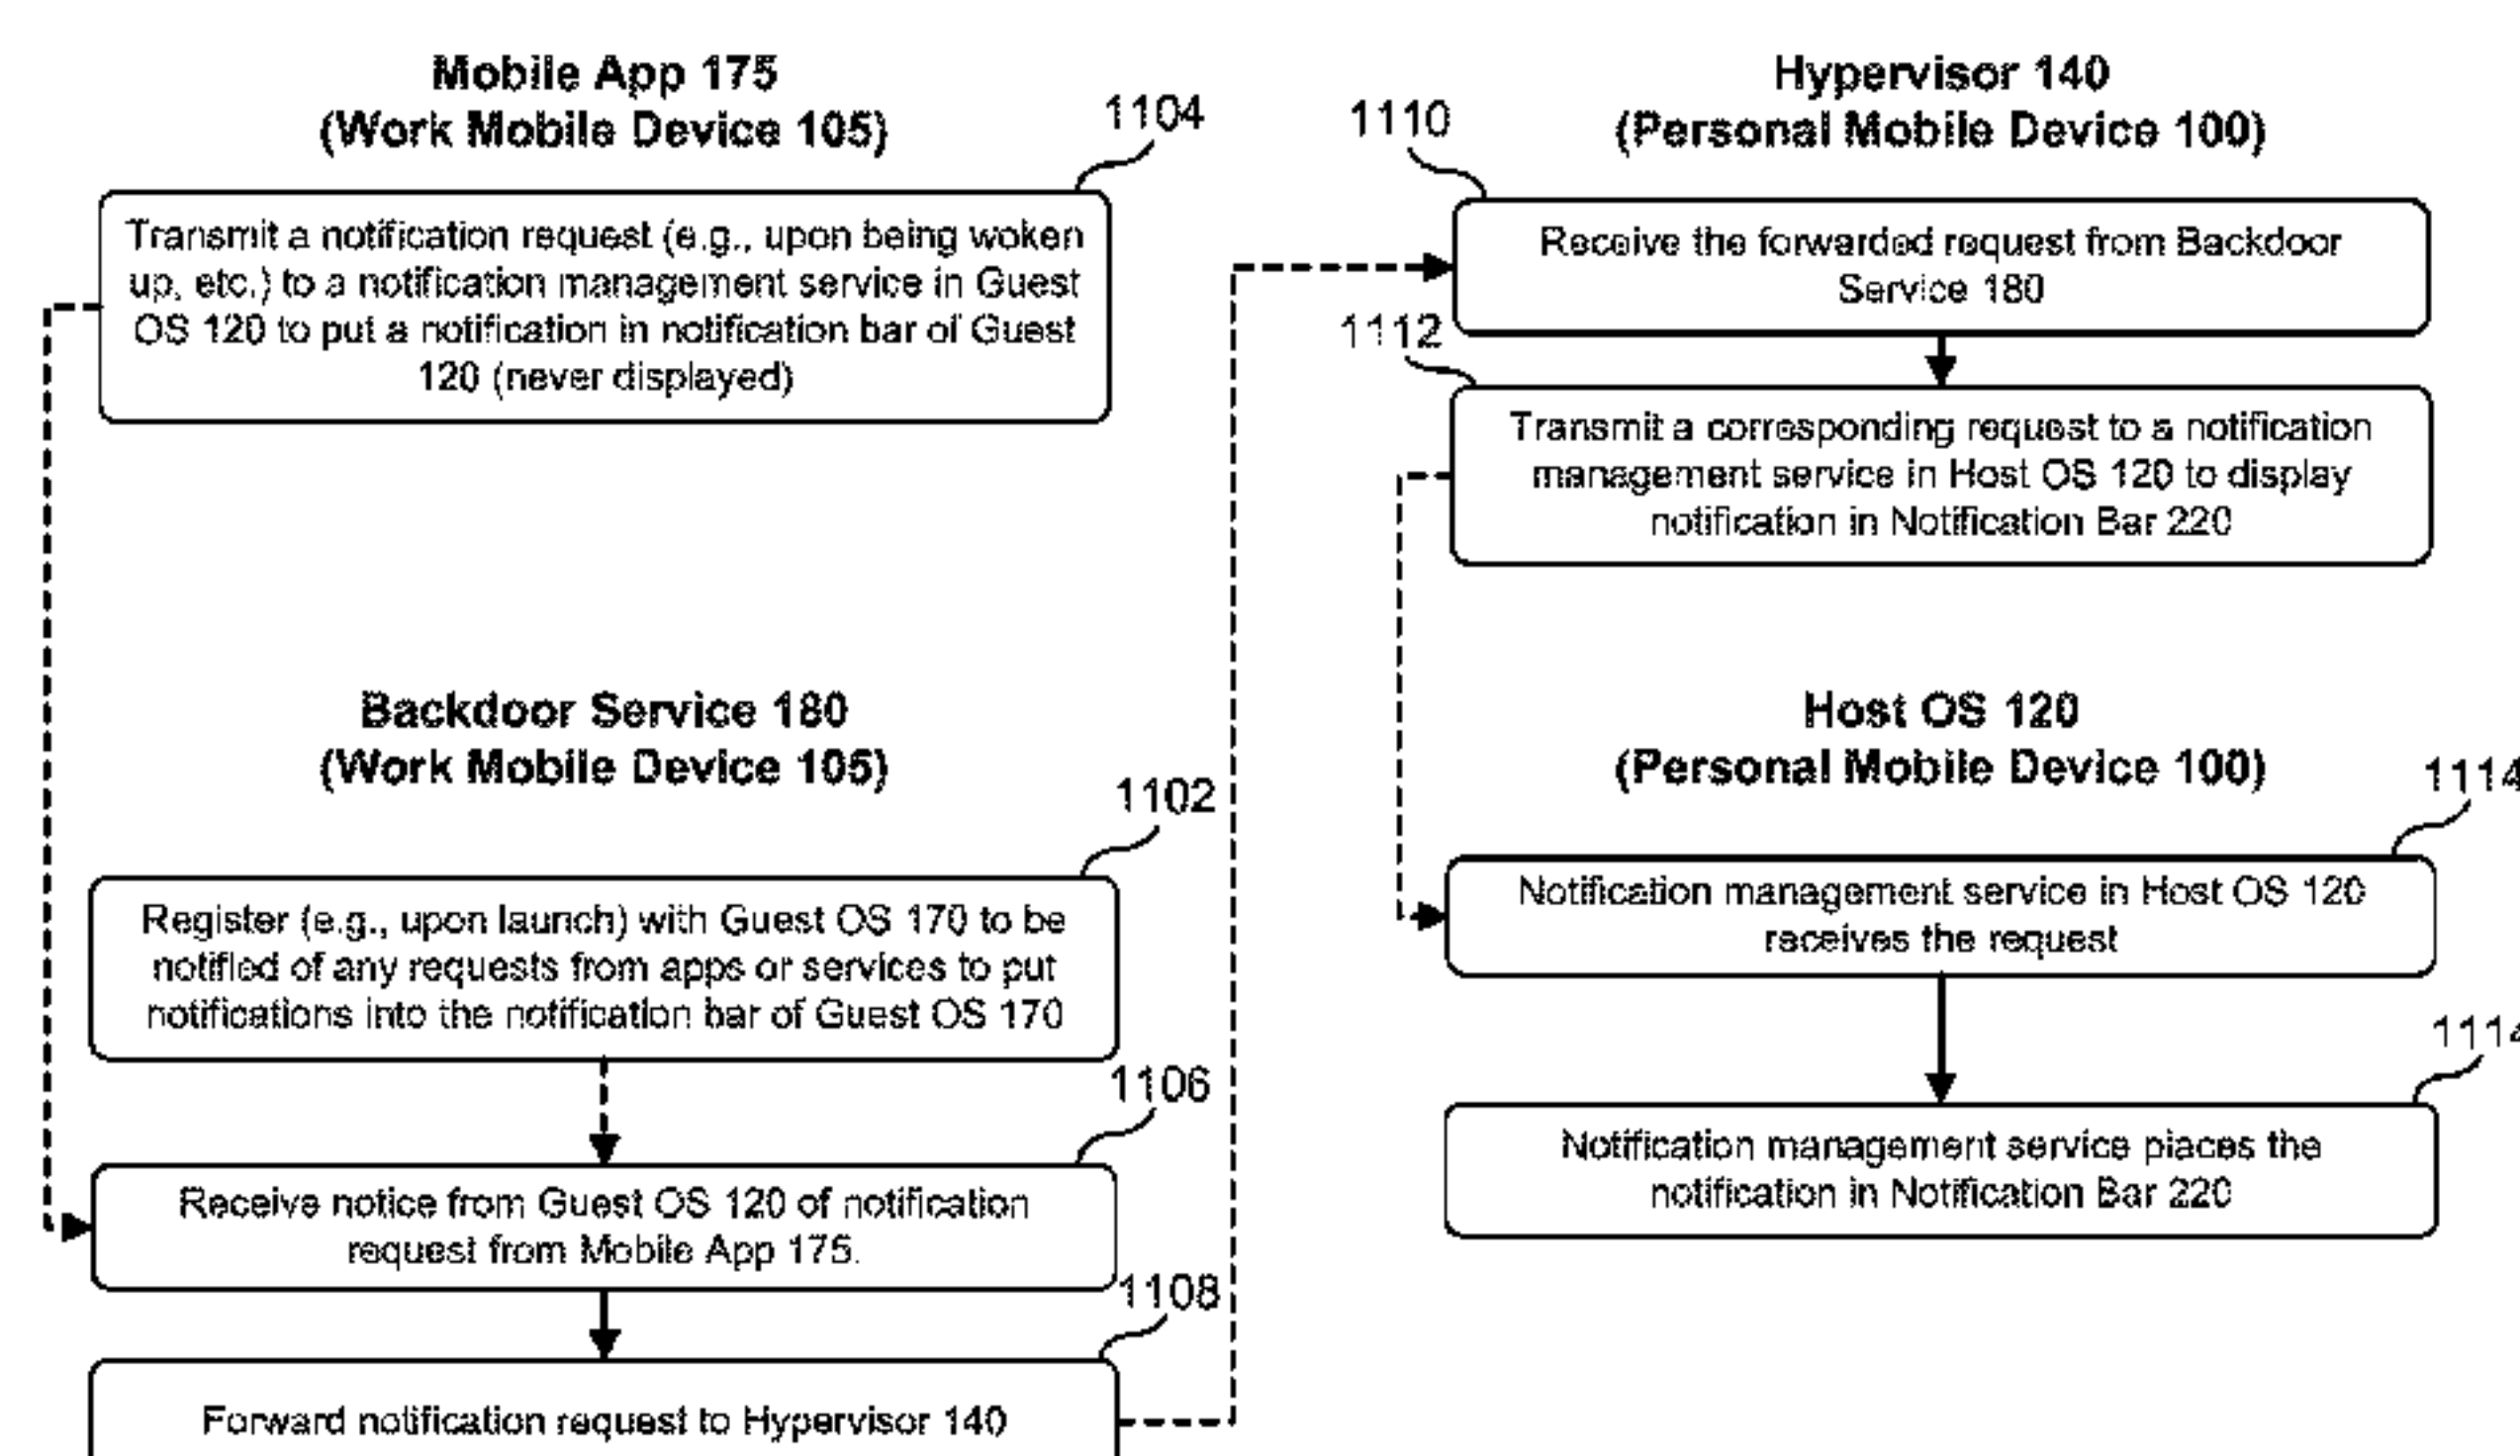 Mobile App 175
(Work Mobile Device 105)
1104
Transmit a notification request (e.g., upon being woken
up, etc.) to a notification management service in Guest
OS 120 to put a notification in notification bar of Guest
120 (never displayed)
Backdoor Service 180
(Work Mobile Device 105)
1102
Register (e.g., upon launch) with Guest OS 170 to be
notified of any requests from apps or services to put
notifications into the notification bar of Guest OS 170
1106
Receive notice from Guest OS 120 of notification
request from Mobile App 175.
1108
Forward notification request to Hypervisor 140
Hypervisor 140
(Personal Mobile Device 100)
1110
Receive the forwarded request from Backdoor
Service 180
1112
Transmit a corresponding request to a notification
management service in Host OS 120 to display
notification in Notification Bar 220
Host OS 120
(Personal Mobile Device 100)
1114
Notification management service in Host OS 120
receives the request
1114
Notification management service places the
notification in Notification Bar 220